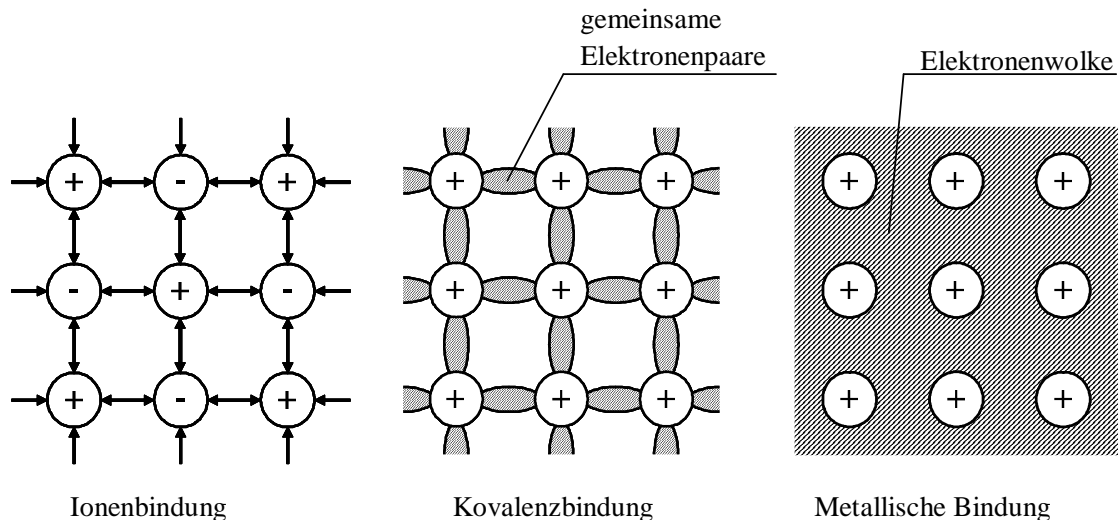 gemeinsame
Elektronenpaare
Elektronenwolke
+ - +
- + -
+ - +
+ + +
+ + +
+ + +
+ + +
+ + +
+ + +
Ionenbindung
Kovalenzbindung
Metallische Bindung